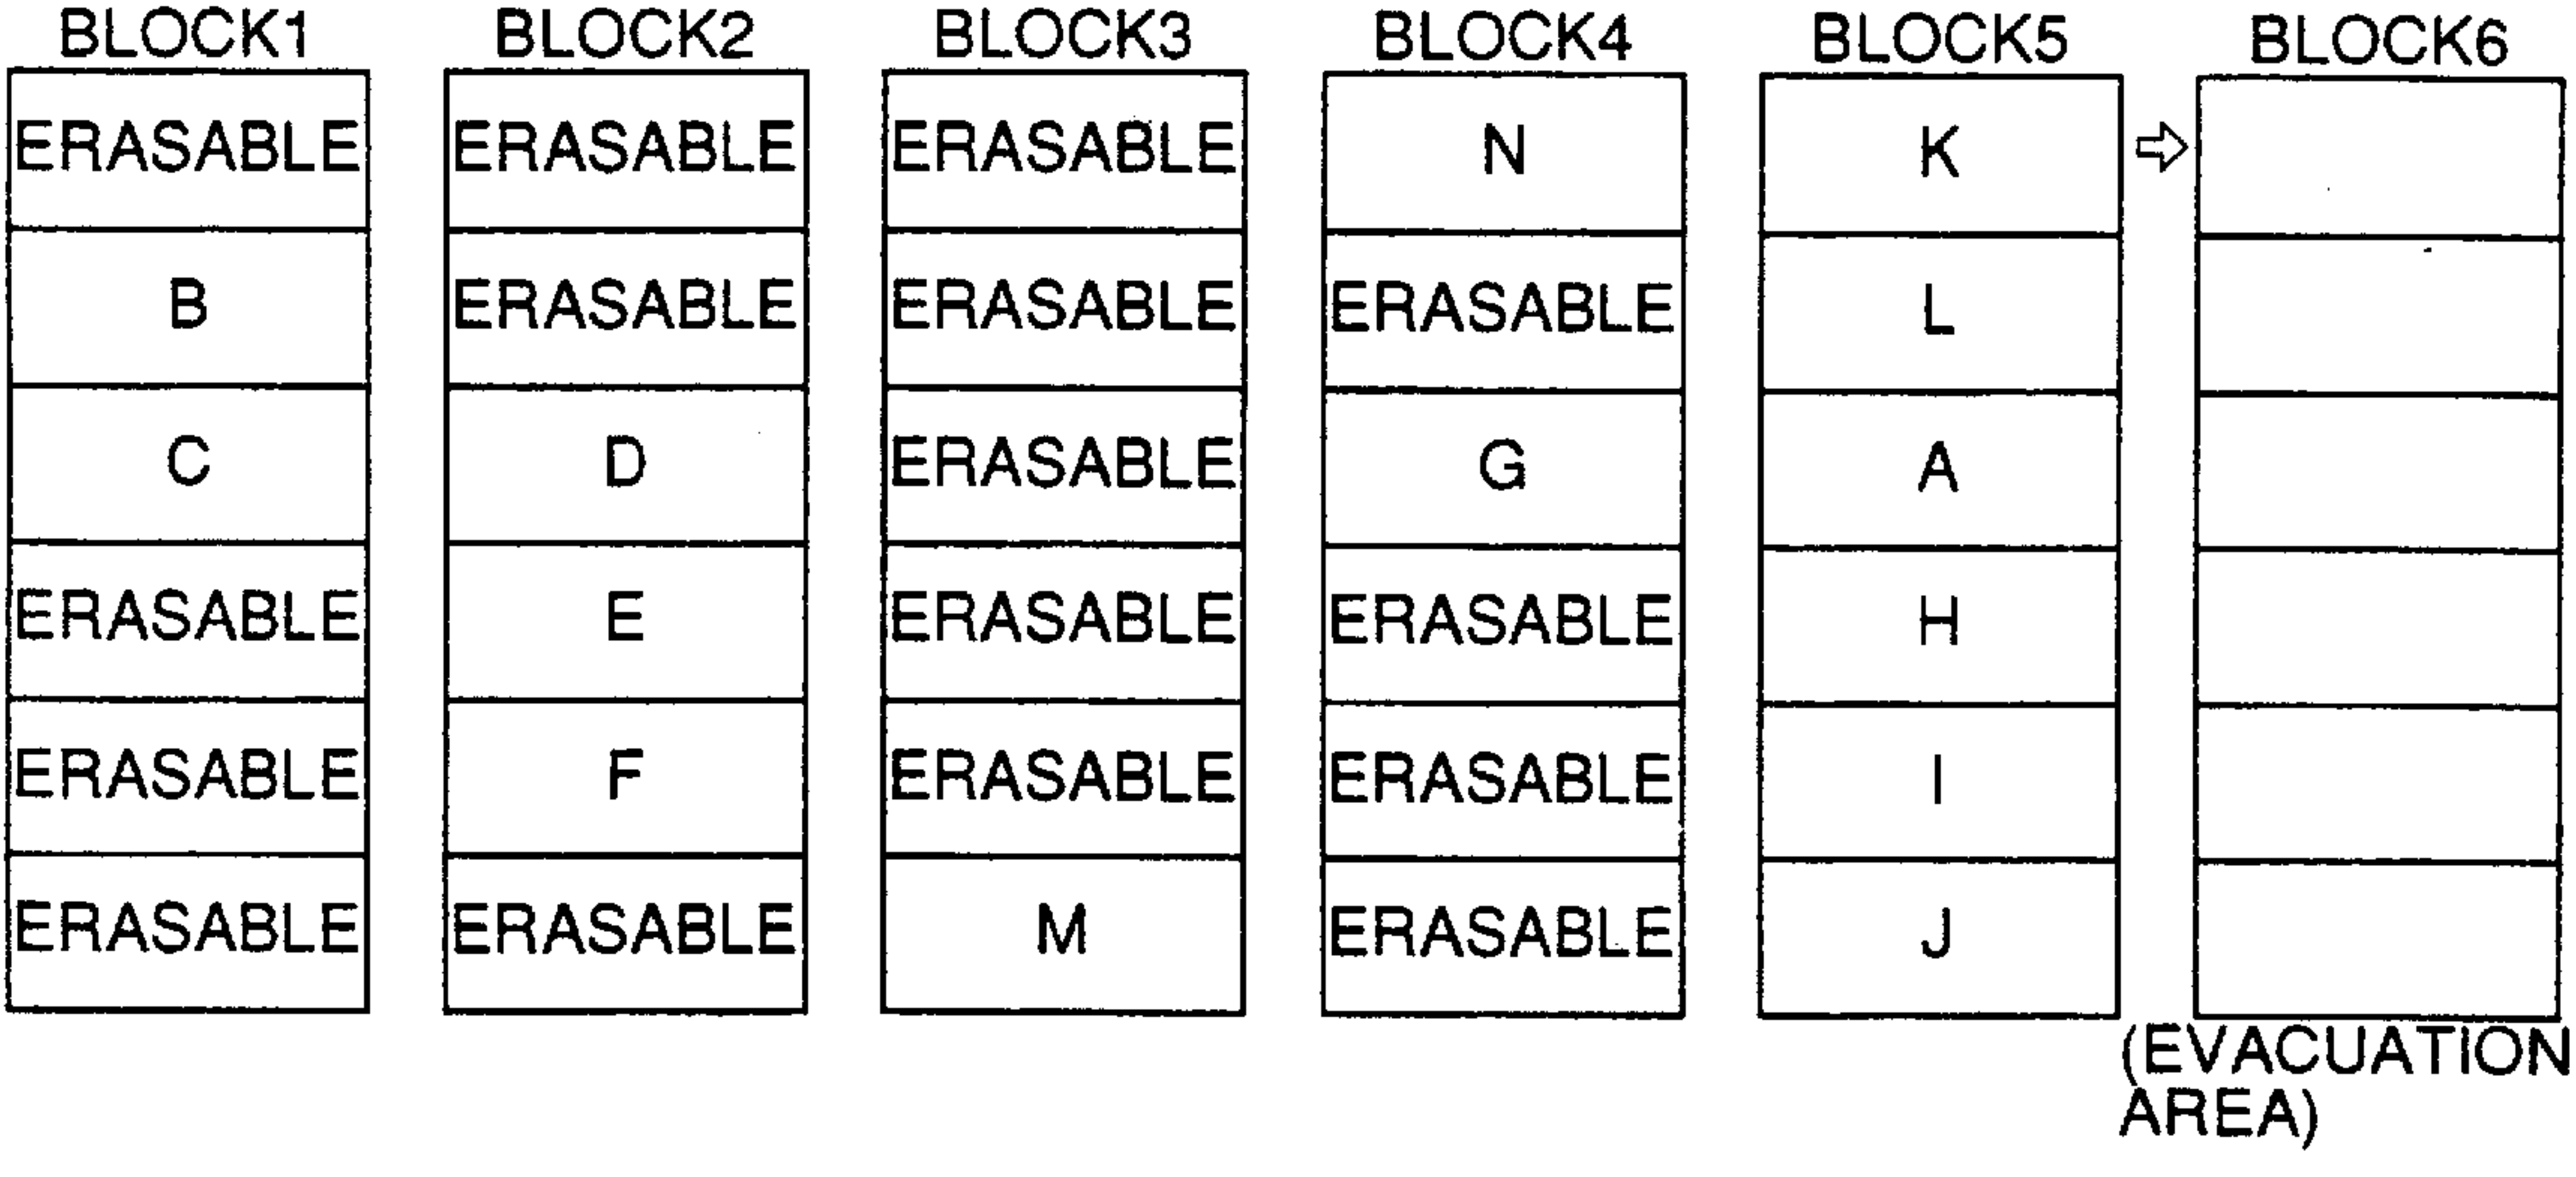 BLOCK1 BLOCK2 BLOCK3 BLOCK4 BLOCK5 BLOCK6
ERASABLE ERASABLE ERASABLE N K ⇨
B ERASABLE ERASABLE ERASABLE L
C D ERASABLE G A
ERASABLE E ERASABLE ERASABLE H
ERASABLE F ERASABLE ERASABLE I
ERASABLE ERASABLE M ERASABLE J
(EVACUATION
AREA)